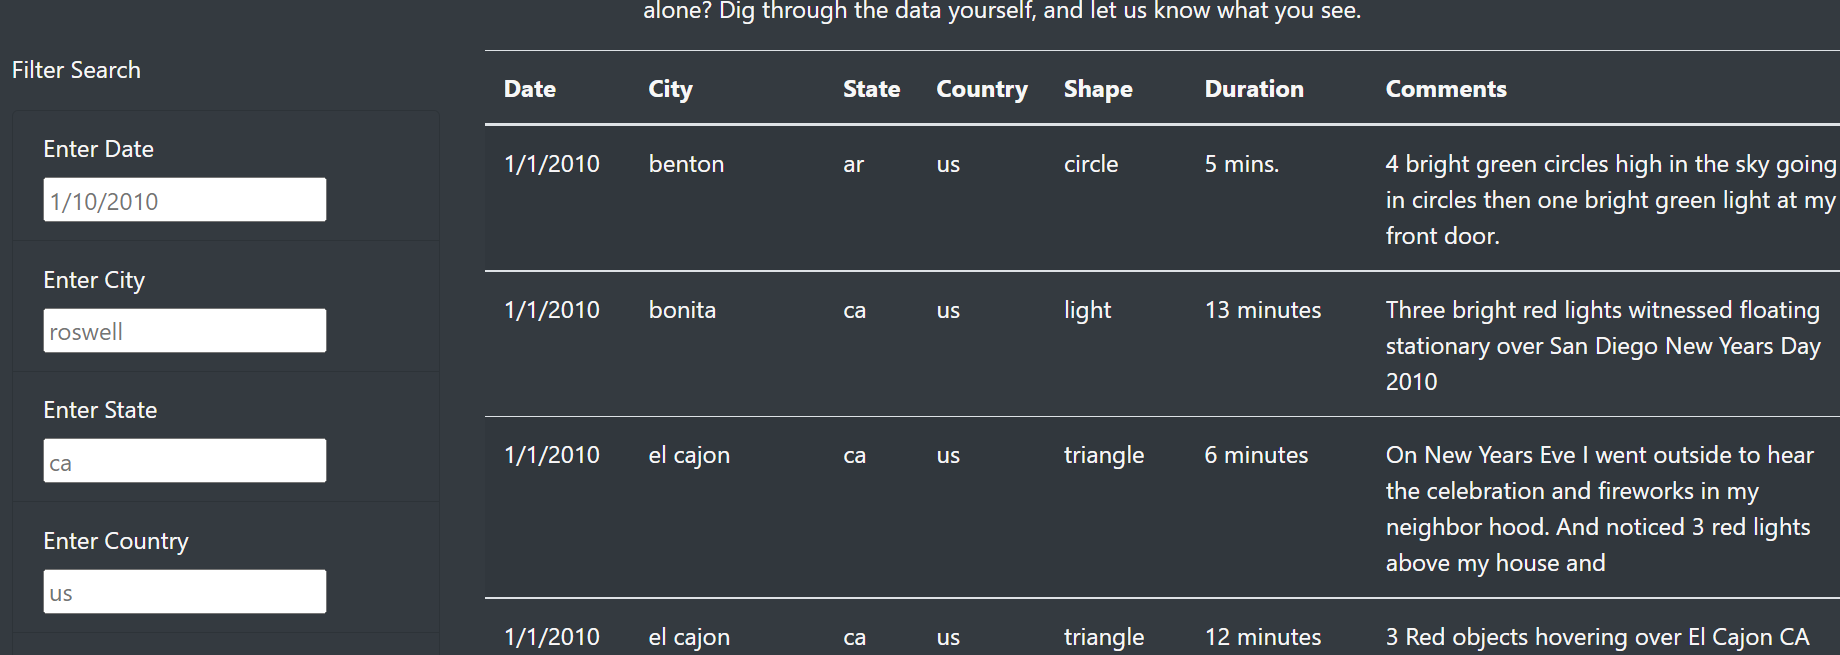 alone? Dig through the data yourself, and let us know what you see.
Filter Search
Enter Date
1/10/2010
Enter City
roswell
Enter State
ca
Enter Country
us
Date City State Country Shape Duration Comments
1/1/2010 benton ar us circle 5 mins. 4 bright green circles high in the sky going
in circles then one bright green light at my
front door.
1/1/2010 bonita ca us light 13 minutes Three bright red lights witnessed floating
stationary over San Diego New Years Day
2010
1/1/2010 el cajon ca us triangle 6 minutes On New Years Eve I went outside to hear
the celebration and fireworks in my
neighbor hood. And noticed 3 red lights
above my house and
1/1/2010 el cajon ca us triangle 12 minutes 3 Red objects hovering over El Cajon CA